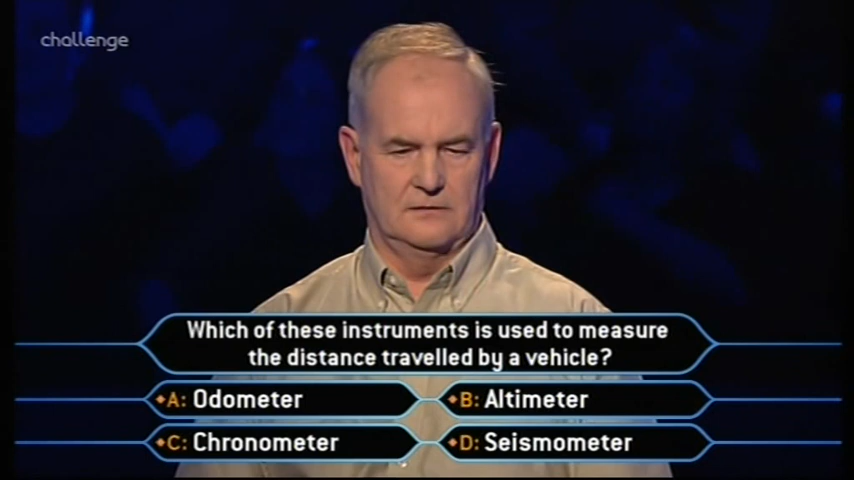 challenge
Which of these instruments is used to measure
the distance travelled by a vehicle?
A: Odometer
B: Altimeter
C: Chronometer
D: Seismometer